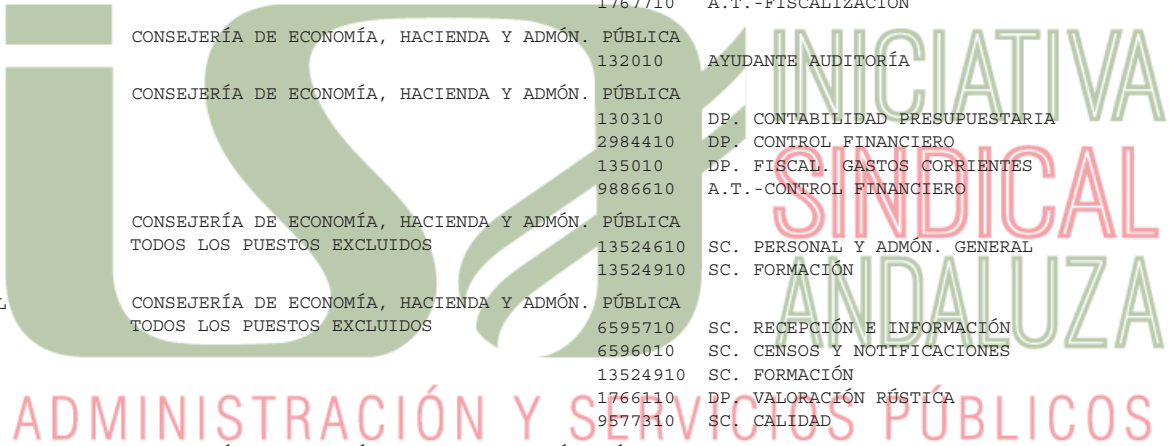 1767710 A.T.-FISCALIZACIÓN
CONSEJERÍA DE ECONOMÍA, HACIENDA Y ADMÓN. PÚBLICA
132010 AYUDANTE AUDITORÍA
CONSEJERÍA DE ECONOMÍA, HACIENDA Y ADMÓN. PÚBLICA
130310 DP. CONTABILIDAD PRESUPUESTARIA
2984410 DP. CONTROL FINANCIERO
135010 DP. FISCAL. GASTOS CORRIENTES
9886610 A.T.-CONTROL FINANCIERO
CONSEJERÍA DE ECONOMÍA, HACIENDA Y ADMÓN. PÚBLICA
TODOS LOS PUESTOS EXCLUIDOS 13524610 SC. PERSONAL Y ADMÓN. GENERAL
13524910 SC. FORMACIÓN
L CONSEJERÍA DE ECONOMÍA, HACIENDA Y ADMÓN. PÚBLICA
TODOS LOS PUESTOS EXCLUIDOS 6595710 SC. RECEPCIÓN E INFORMACIÓN
6596010 SC. CENSOS Y NOTIFICACIONES
13524910 SC. FORMACIÓN
1766110 DP. VALORACIÓN RÚSTICA
9577310 SC. CALIDAD
isa
INICIATIVA
SINDICAL
ANDALUZA
ADMINISTRACIÓN Y SERVICIOS PÚBLICOS